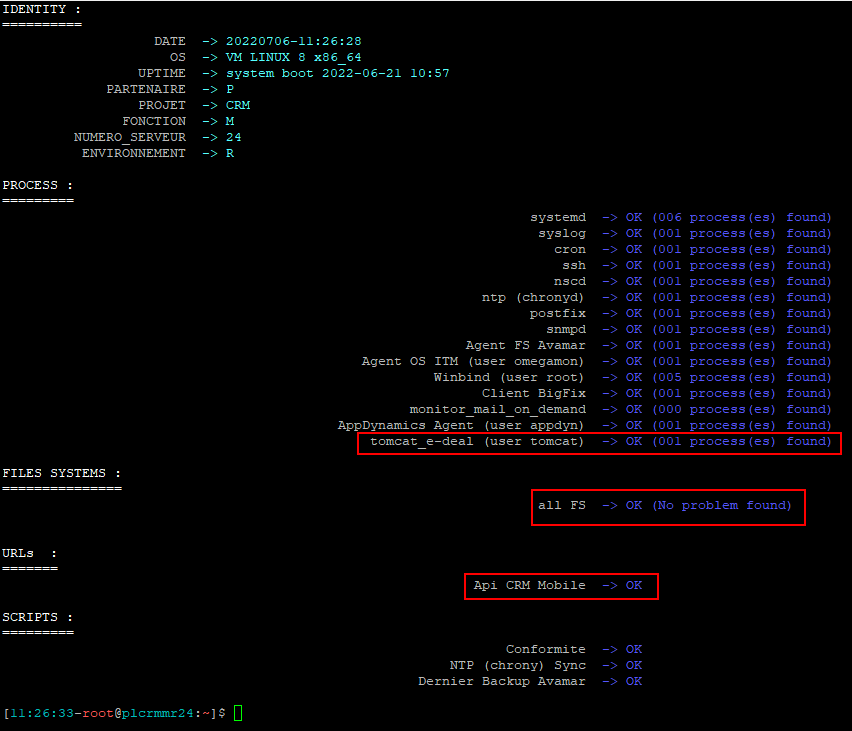 IDENTITY :
==========
DATE -> 20220706-11:26:28
OS -> VM LINUX 8 x86_64
UPTIME -> system boot 2022-06-21 10:57
PARTENAIRE -> P
PROJET -> CRM
FONCTION -> M
NUMERO_SERVEUR -> 24
ENVIRONNEMENT -> R
PROCESS :
=========
systemd -> OK (006 process(es) found)
syslog -> OK (001 process(es) found)
cron -> OK (001 process(es) found)
ssh -> OK (001 process(es) found)
nscd -> OK (001 process(es) found)
ntp (chronyd) -> OK (001 process(es) found)
postfix -> OK (001 process(es) found)
snmpd -> OK (001 process(es) found)
Agent FS Avamar -> OK (001 process(es) found)
Agent OS ITM (user omegamon) -> OK (001 process(es) found)
Winbind (user root) -> OK (005 process(es) found)
Client BigFix -> OK (001 process(es) found)
monitor_mail_on_demand -> OK (000 process(es) found)
AppDynamics Agent (user appdyn) -> OK (001 process(es) found)
tomcat_e-deal (user tomcat) -> OK (001 process(es) found)
FILES SYSTEMS :
===============
all FS -> OK (No problem found)
URLs :
=======
Api CRM Mobile -> OK
SCRIPTS :
=========
Conformite -> OK
NTP (chrony) Sync -> OK
Dernier Backup Avamar -> OK
[11:26:33-root@plcrmmr24:~]$